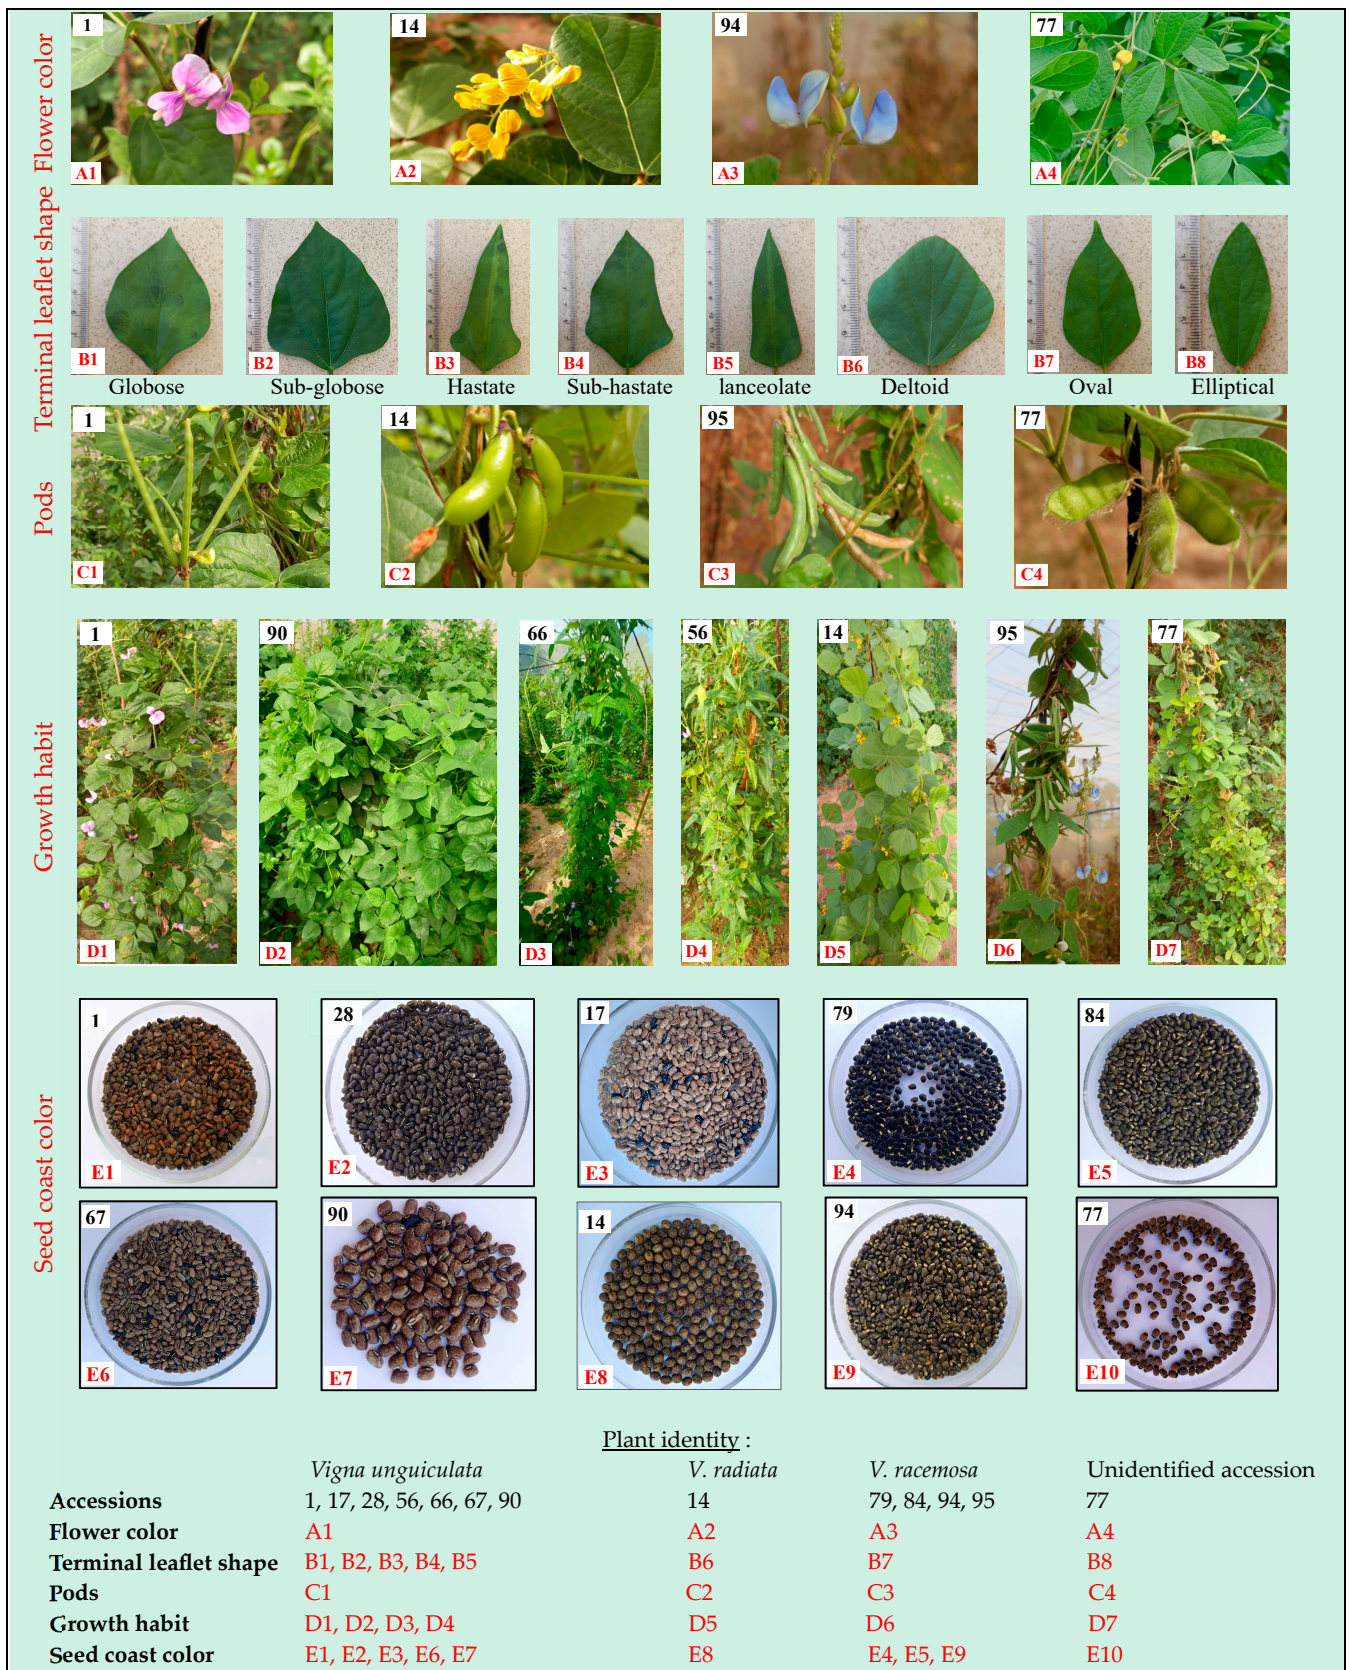 Flower color
1
14
94
77
A1
A2
A3
A4
Terminal leaflet shape
B1
B2
B3
B4
B5
B6
B7
B8
Globose
Sub-globose
Hastate
Sub-hastate
lanceolate
Deltoid
Oval
Elliptical
Pods
1
14
95
77
C1
C2
C3
C4
Growth habit
1
90
66
56
14
95
77
D1
D2
D3
D4
D5
D6
D7
Seed coast color
1
28
17
79
84
E1
E2
E3
E4
E5
67
90
14
94
77
E6
E7
E8
E9
E10
Plant identity :
Vigna unguiculata V. radiata V. racemosa Unidentified accession
Accessions 1, 17, 28, 56, 66, 67, 90 14 79, 84, 94, 95 77
Flower color A1 A2 A3 A4
Terminal leaflet shape B1, B2, B3, B4, B5 B6 B7 B8
Pods C1 C2 C3 C4
Growth habit D1, D2, D3, D4 D5 D6 D7
Seed coast color E1, E2, E3, E6, E7 E8 E4, E5, E9 E10